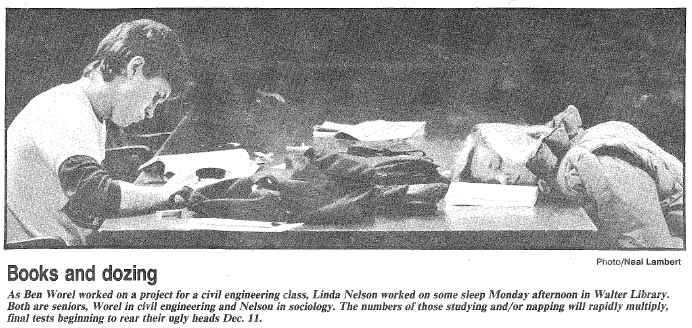 Photo/Neal Lambert
Books and dozing
As Ben Worel worked on a project for a civil engineering class, Linda Nelson worked on some sleep Monday afternoon in Walter Library.
Both are seniors, Worel in civil engineering and Nelson in sociology. The numbers of those studying and/or napping will rapidly multiply,
final tests beginning to rear their ugly heads Dec. 11.